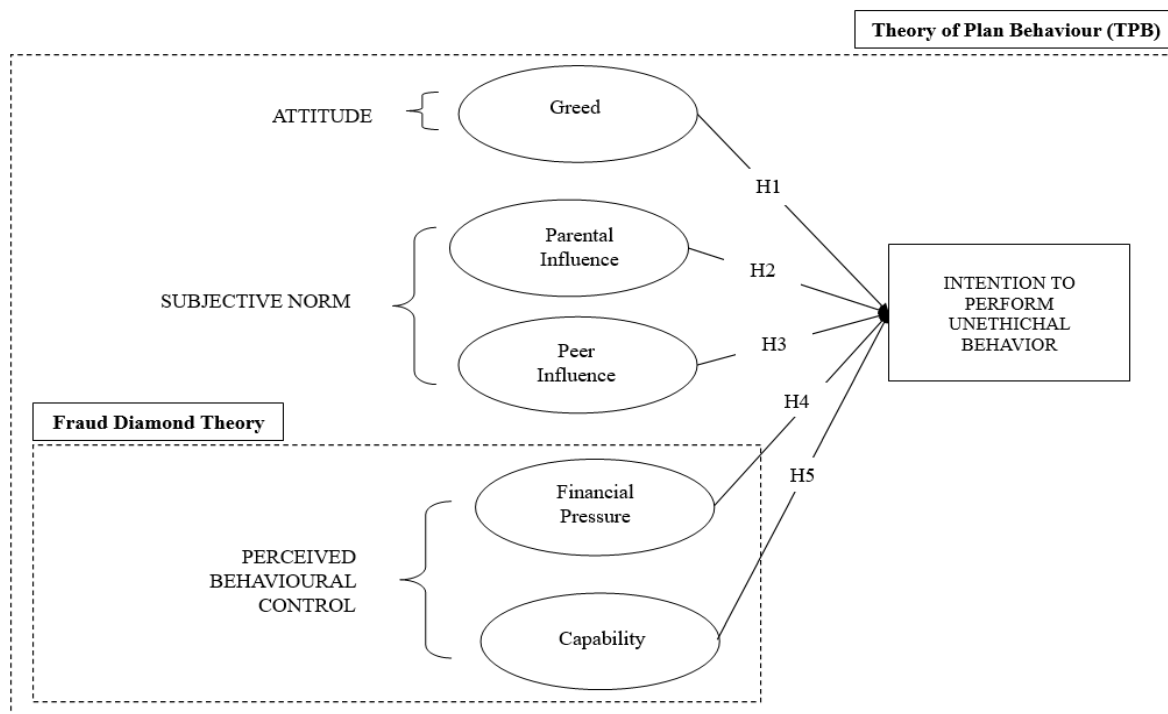 Theory of Plan Behaviour (TPB)
ATTITUDE
Greed
H1
SUBJECTIVE NORM
Parental
Influence
H2
Peer
Influence
H3
INTENTION TO
PERFORM
UNETHICHAL
BEHAVIOR
Fraud Diamond Theory
PERCEIVED
BEHAVIOURAL
CONTROL
Financial
Pressure
H4
Capability
H5